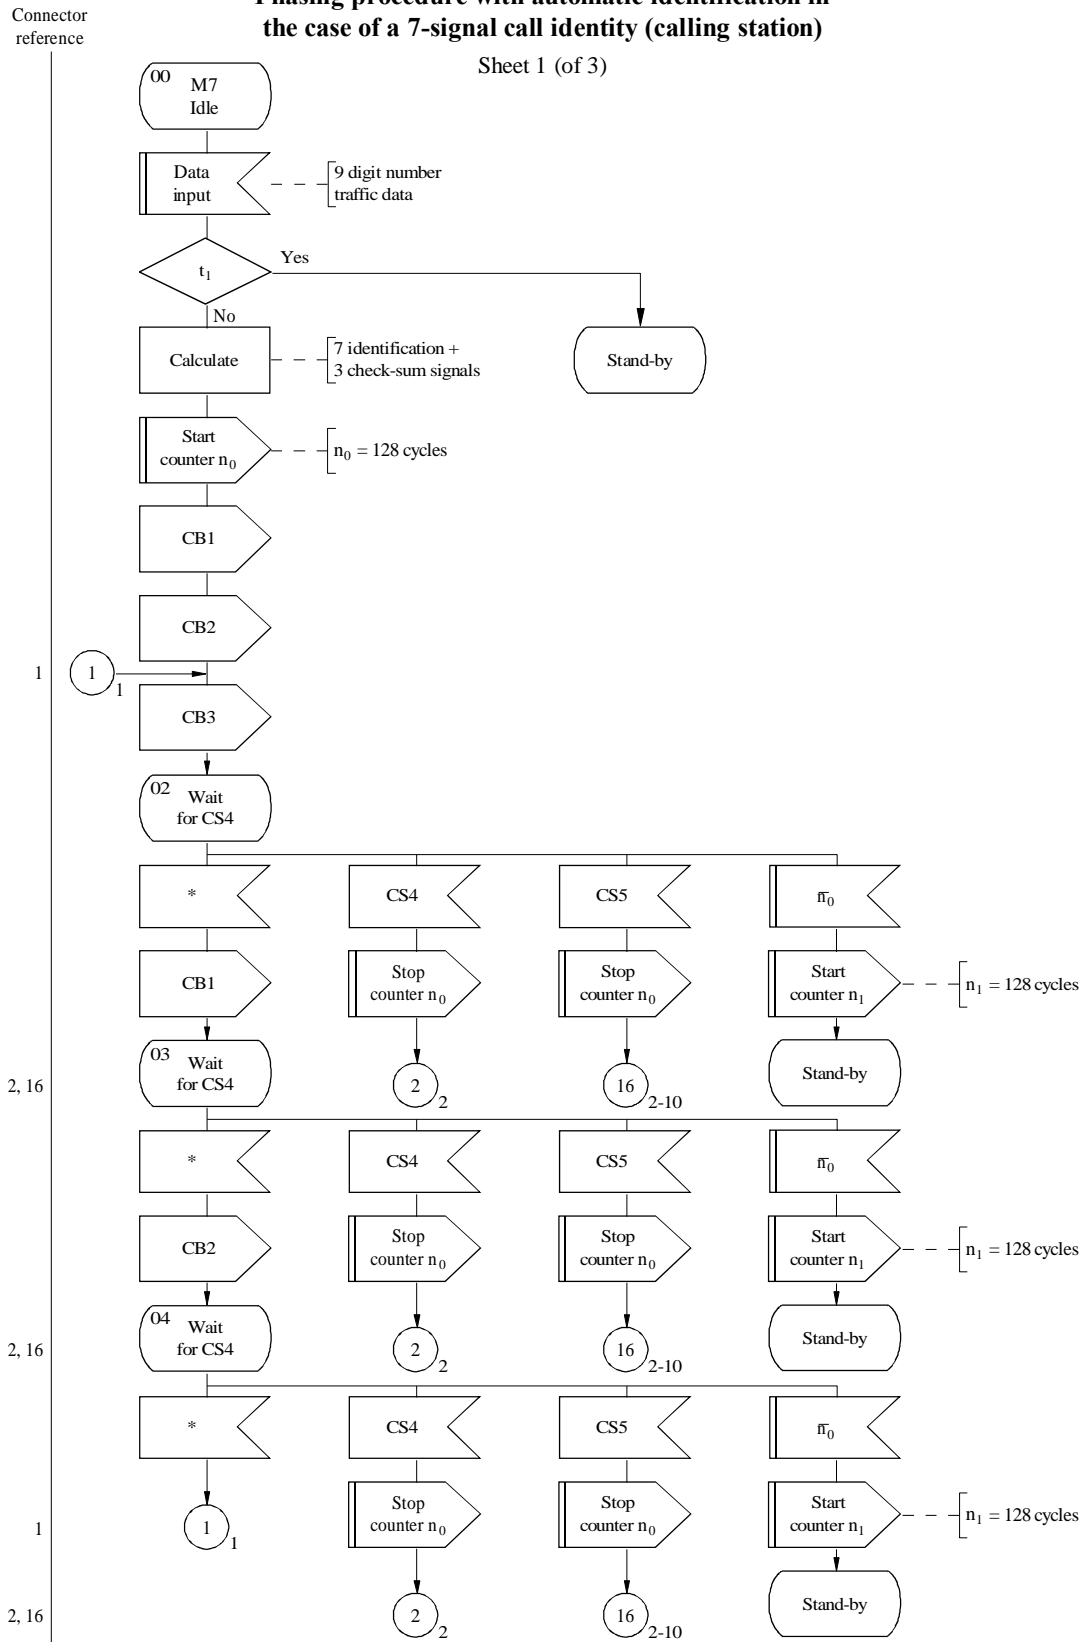 Connector
reference
Phasing procedure with automatic identification in
the case of a 7-signal call identity (calling station)
Sheet 1 (of 3)
00
M7
Idle
Data
input
9 digit number
traffic data
t1
Yes
No
Calculate
7 identification +
3 check-sum signals
Stand-by
Start
counter n0
n0 = 128 cycles
CB1
CB2
1
1
1
CB3
02
Wait
for CS4
*
CS4
CS5
n̅0
CB1
Stop
counter n0
Stop
counter n0
Start
counter n1
n1 = 128 cycles
03
Wait
for CS4
2, 16
2
2
16
2-10
Stand-by
*
CS4
CS5
n̅0
CB2
Stop
counter n0
Stop
counter n0
Start
counter n1
n1 = 128 cycles
04
Wait
for CS4
2, 16
2
2
16
2-10
Stand-by
*
CS4
CS5
n̅0
1
1
1
Stop
counter n0
Stop
counter n0
Start
counter n1
n1 = 128 cycles
2, 16
2
2
16
2-10
Stand-by